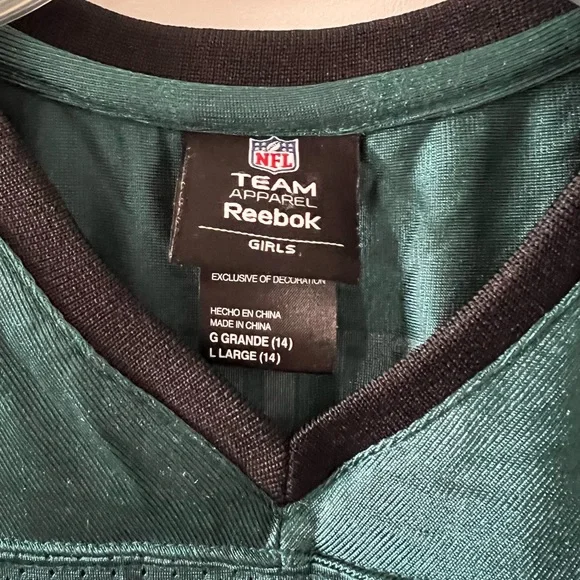 NFL
TEAM
APPAREL
Reebok
GIRLS
EXCLUSIVE OF DECORATION
HECHO EN CHINA
MADE IN CHINA
G GRANDE (14)
L LARGE (14)